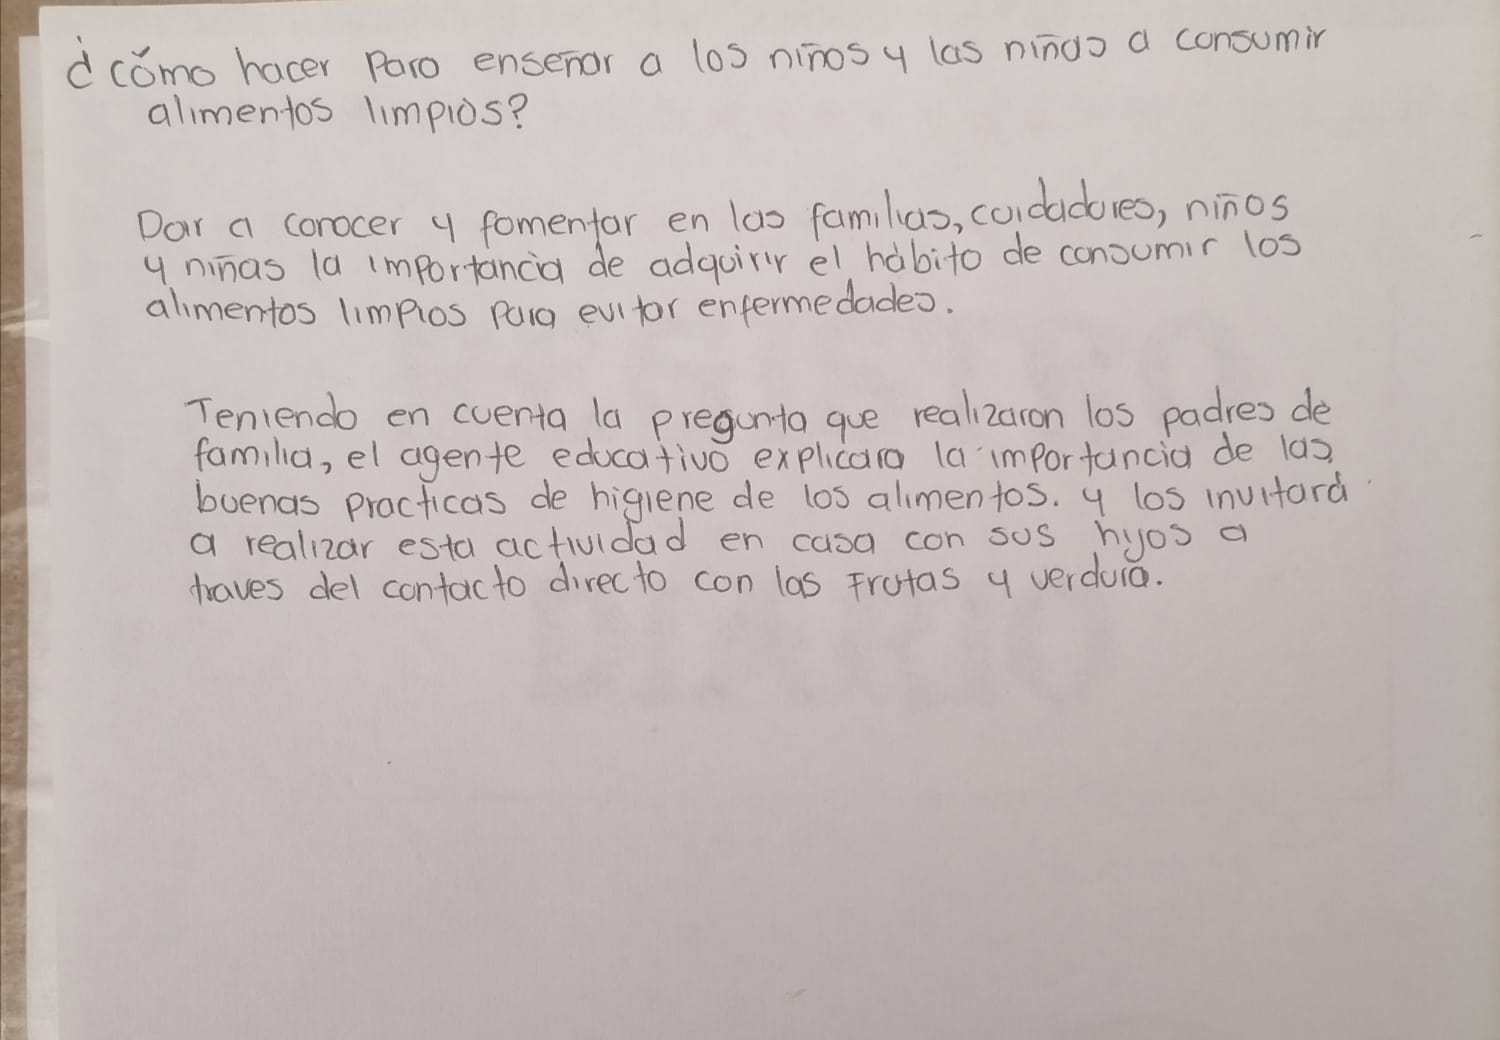 ¿cómo hacer para enseñar a los niños y las niñas a consumir
alimentos limpios?
Dar a conocer y fomentar en las familias, cuidadores, niños
y niñas la importancia de adquirir el hábito de consumir los
alimentos limpios para evitar enfermedades.
Teniendo en cuenta la pregunta que realizaron los padres de
familia, el agente educativo explicara la importancia de las
buenas practicas de higiene de los alimentos. y los invitará
a realizar esta actividad en casa con sus hijos a
traves del contacto directo con las Frutas y verdura.